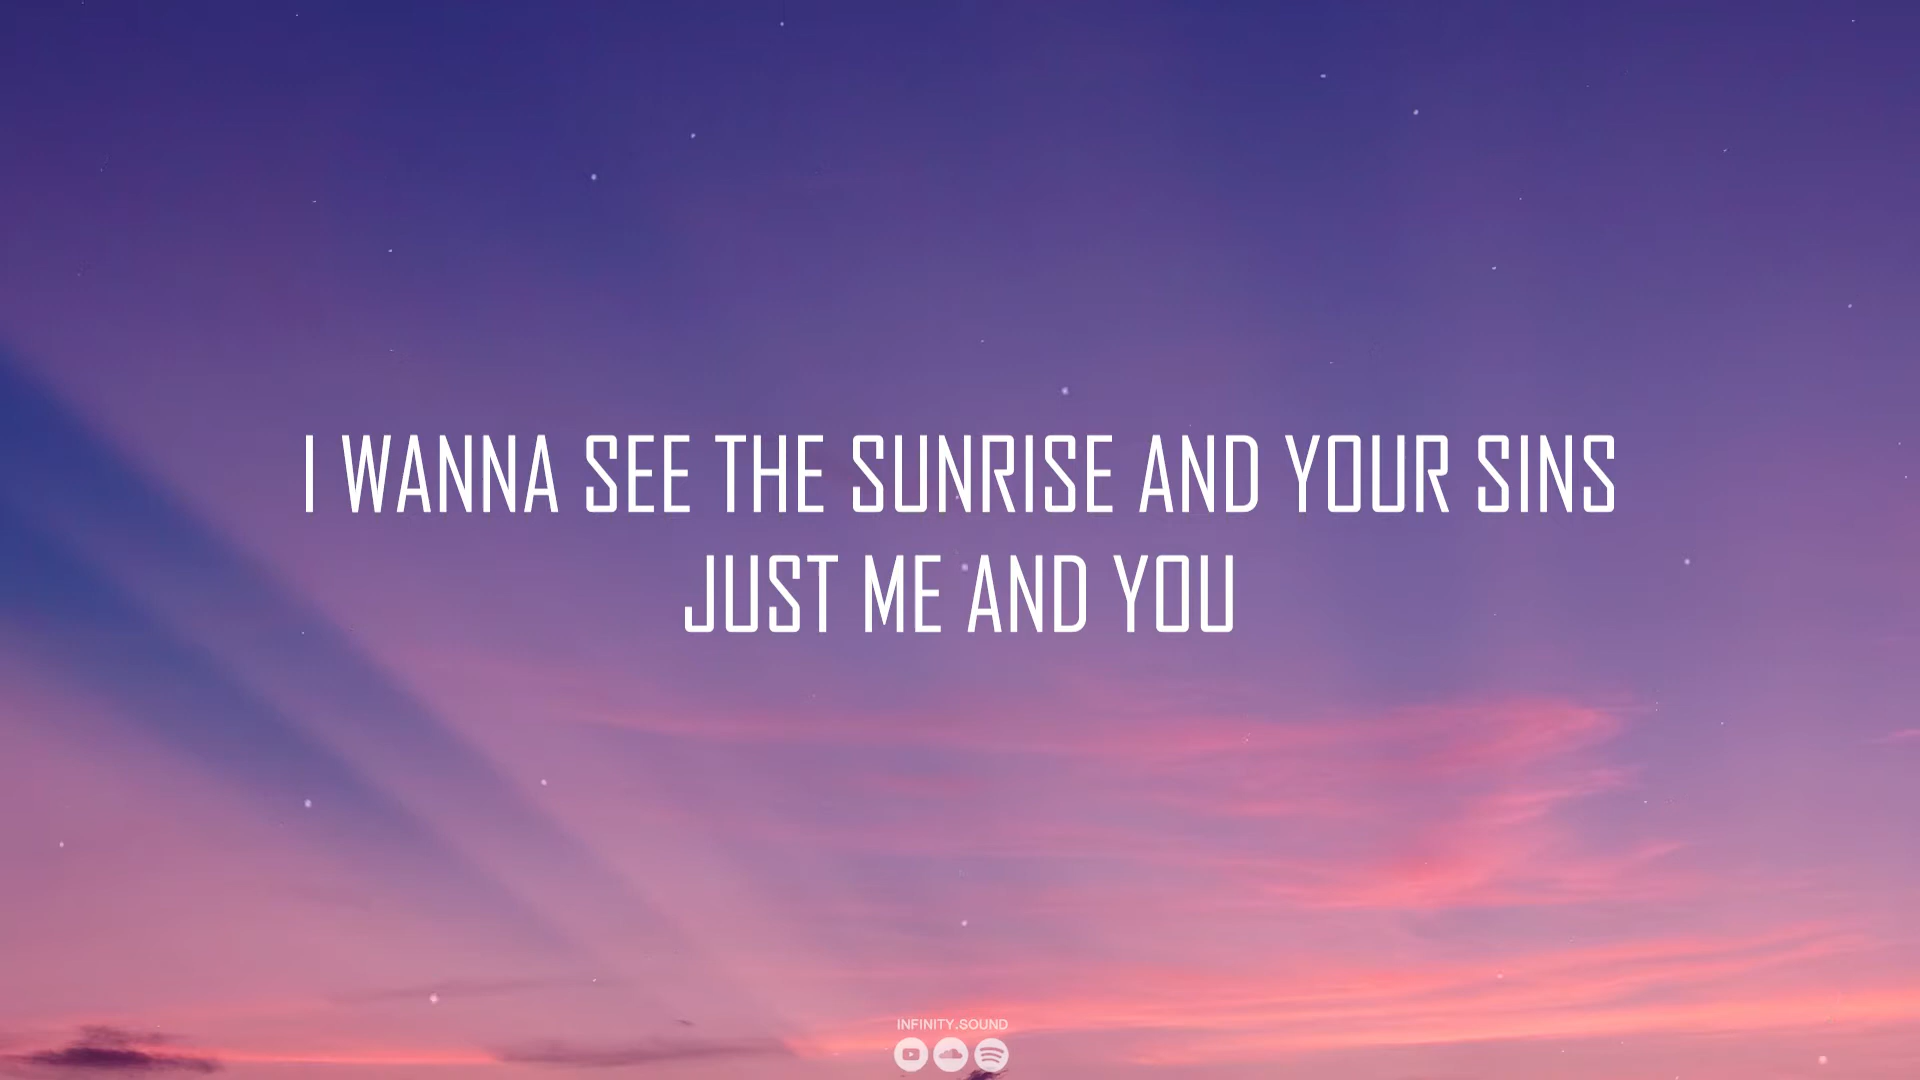 I WANNA SEE THE SUNRISE AND YOUR SINS
JUST ME AND YOU
INFINITY.SOUND